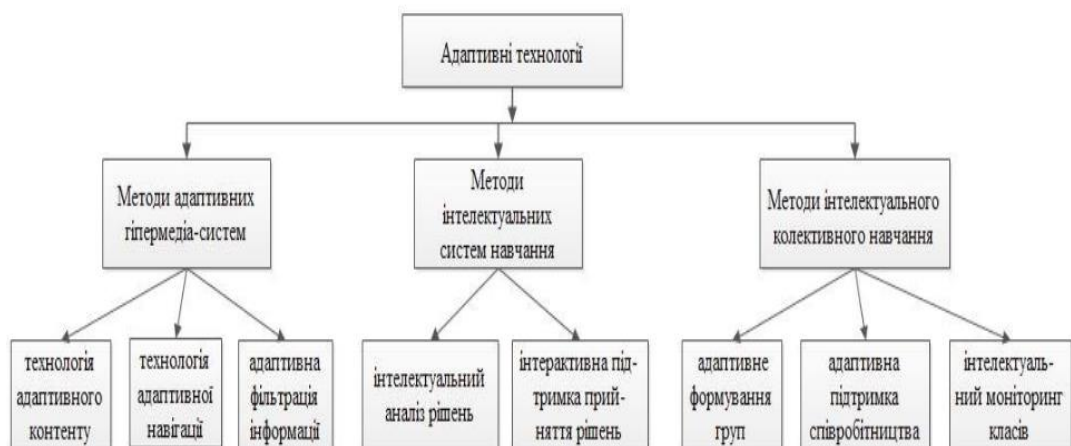 Адаптивні технології
Методи адаптивних
гіпермедіа-систем
Методи
інтелектуальних
систем навчання
Методи інтелектуального
колективного навчання
технологія
адаптивного
контенту
технологія
адаптивної
навігації
адаптивна
фільтрація
інформації
інтелектуальний
аналіз рішень
інтерактивна під-
тримка прий-
няття рішень
адаптивне
формування
груп
адаптивна
підтримка
співробітництва
інтелектуаль-
ний моніторинг
класів